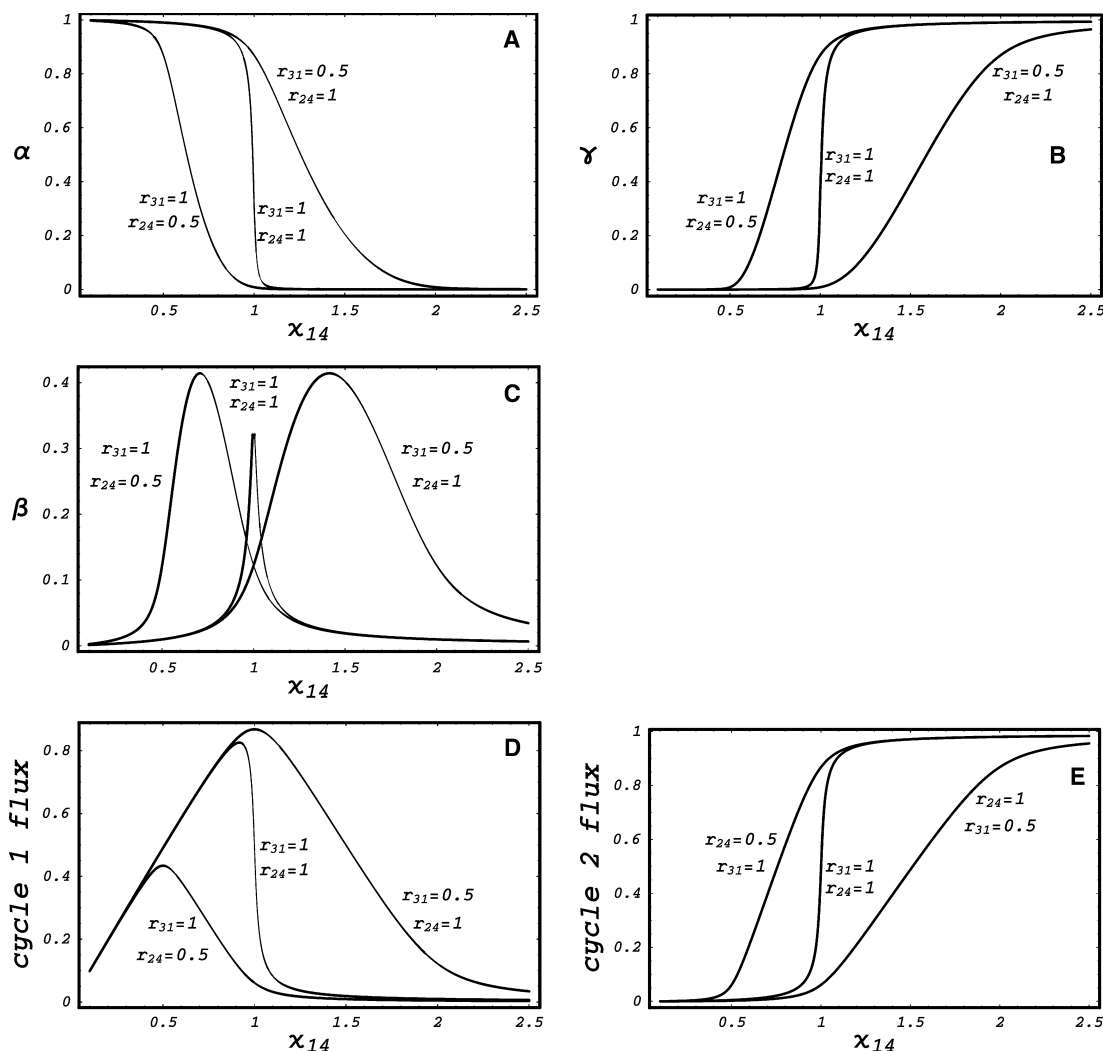 1
0.8
0.6
0.4
0.2
0
α
A
r31=0.5
r24=1
r31=1
r24=0.5
r31=1
r24=1
0.5
1
1.5
2
2.5
χ14
1
0.8
0.6
0.4
0.2
0
γ
B
r31=0.5
r24=1
r31=1
r24=1
r31=1
r24=0.5
0.5
1
1.5
2
2.5
χ14
0.4
0.3
0.2
0.1
0
β
C
r31=1
r24=1
r31=1
r24=0.5
r31=0.5
r24=1
0.5
1
1.5
2
2.5
χ14
0.8
0.6
0.4
0.2
0
cycle 1 flux
D
r31=1
r24=1
r31=0.5
r24=1
r31=1
r24=0.5
0.5
1
1.5
2
2.5
χ14
1
0.8
0.6
0.4
0.2
0
cycle 2 flux
E
r24=1
r31=0.5
r24=0.5
r31=1
r31=1
r24=1
0.5
1
1.5
2
2.5
χ14